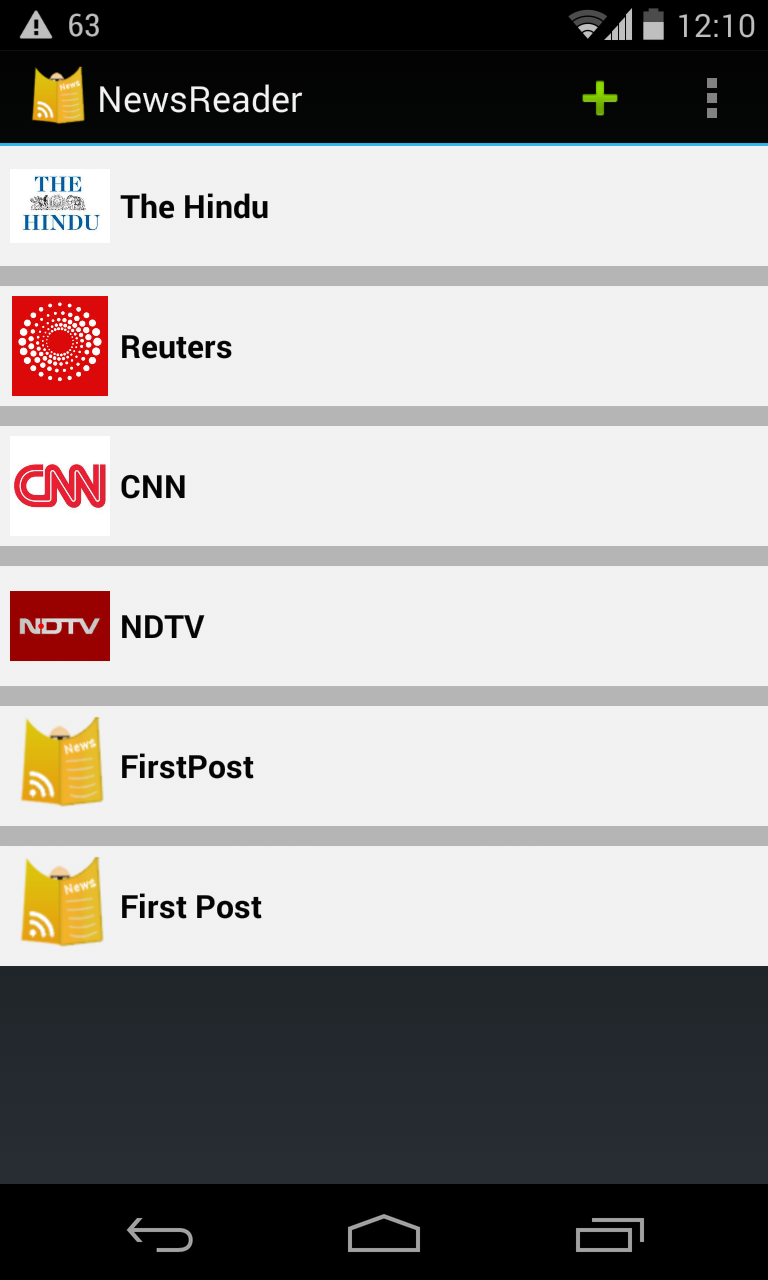 63
12:10
News
NewsReader
THE
HINDU
The Hindu
Reuters
CNN
CNN
NDTV
NDTV
News
FirstPost
News
First Post